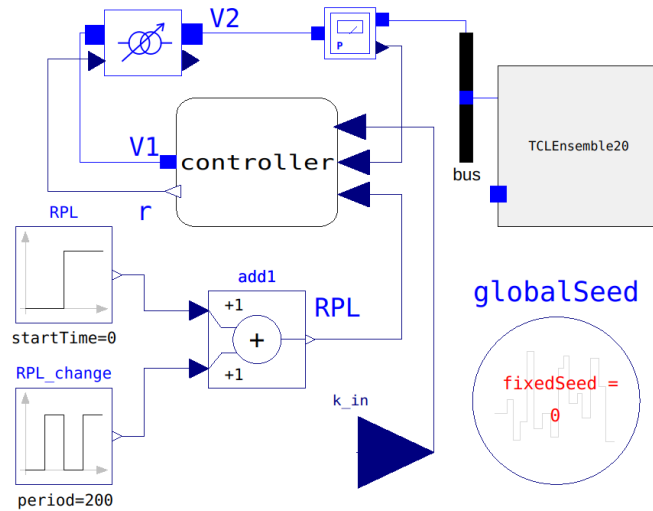 V2
P
V1
controller
TCLEnsemble20
bus
r
RPL
startTime=0
add1
+1
+
+1
RPL
globalSeed
fixedSeed =
0
RPL_change
period=200
k_in